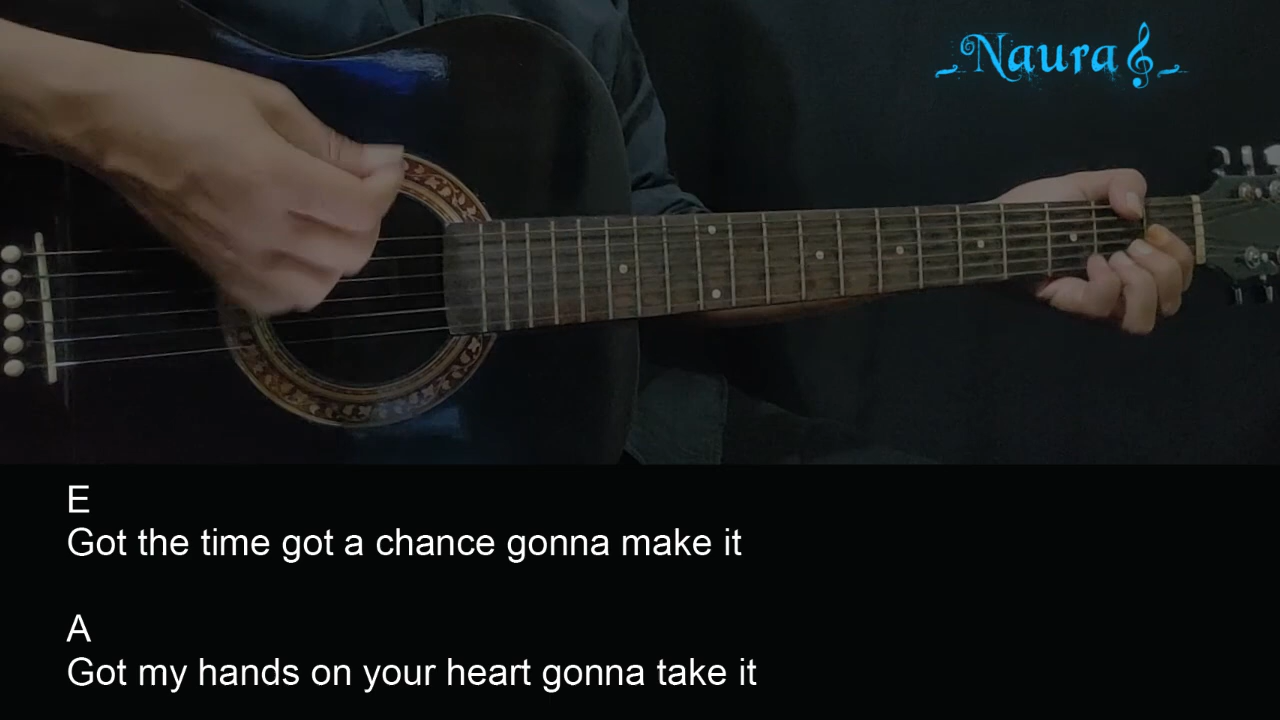 Naura
E
Got the time got a chance gonna make it
A
Got my hands on your heart gonna take it